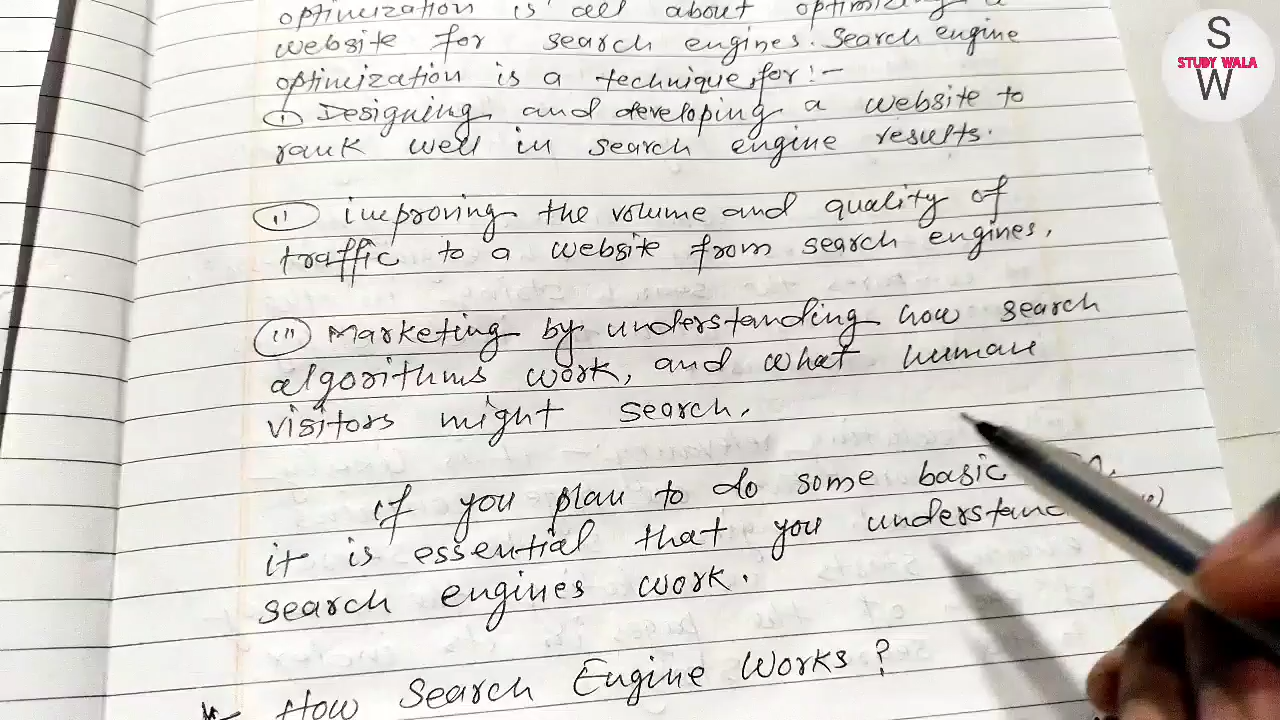 optimization is all about optimizing a
website for search engines. Search engine
optimization is a technique for :-
(i) Designing and developing a website to
rank well in search engine results.
(ii) improving the volume and quality of
traffic to a website from search engines.
(iii) Marketing by understanding how search
algorithms work, and what human
visitors might search.
if you plan to do some basic
it is essential that you understand
search engines work.
* How Search Engine Works?
S
STUDY WALA
W